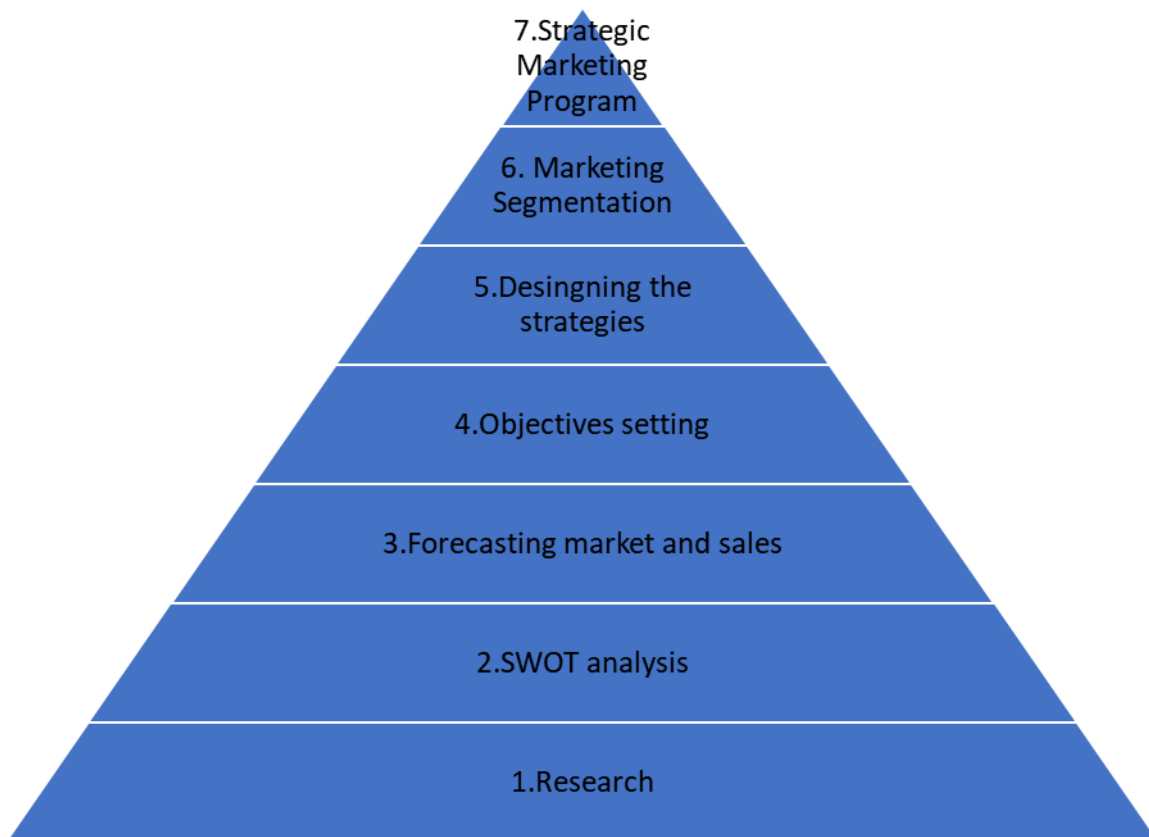 7.Strategic
Marketing
Program
6. Marketing
Segmentation
5.Desingning the
strategies
4.Objectives setting
3.Forecasting market and sales
2.SWOT analysis
1.Research